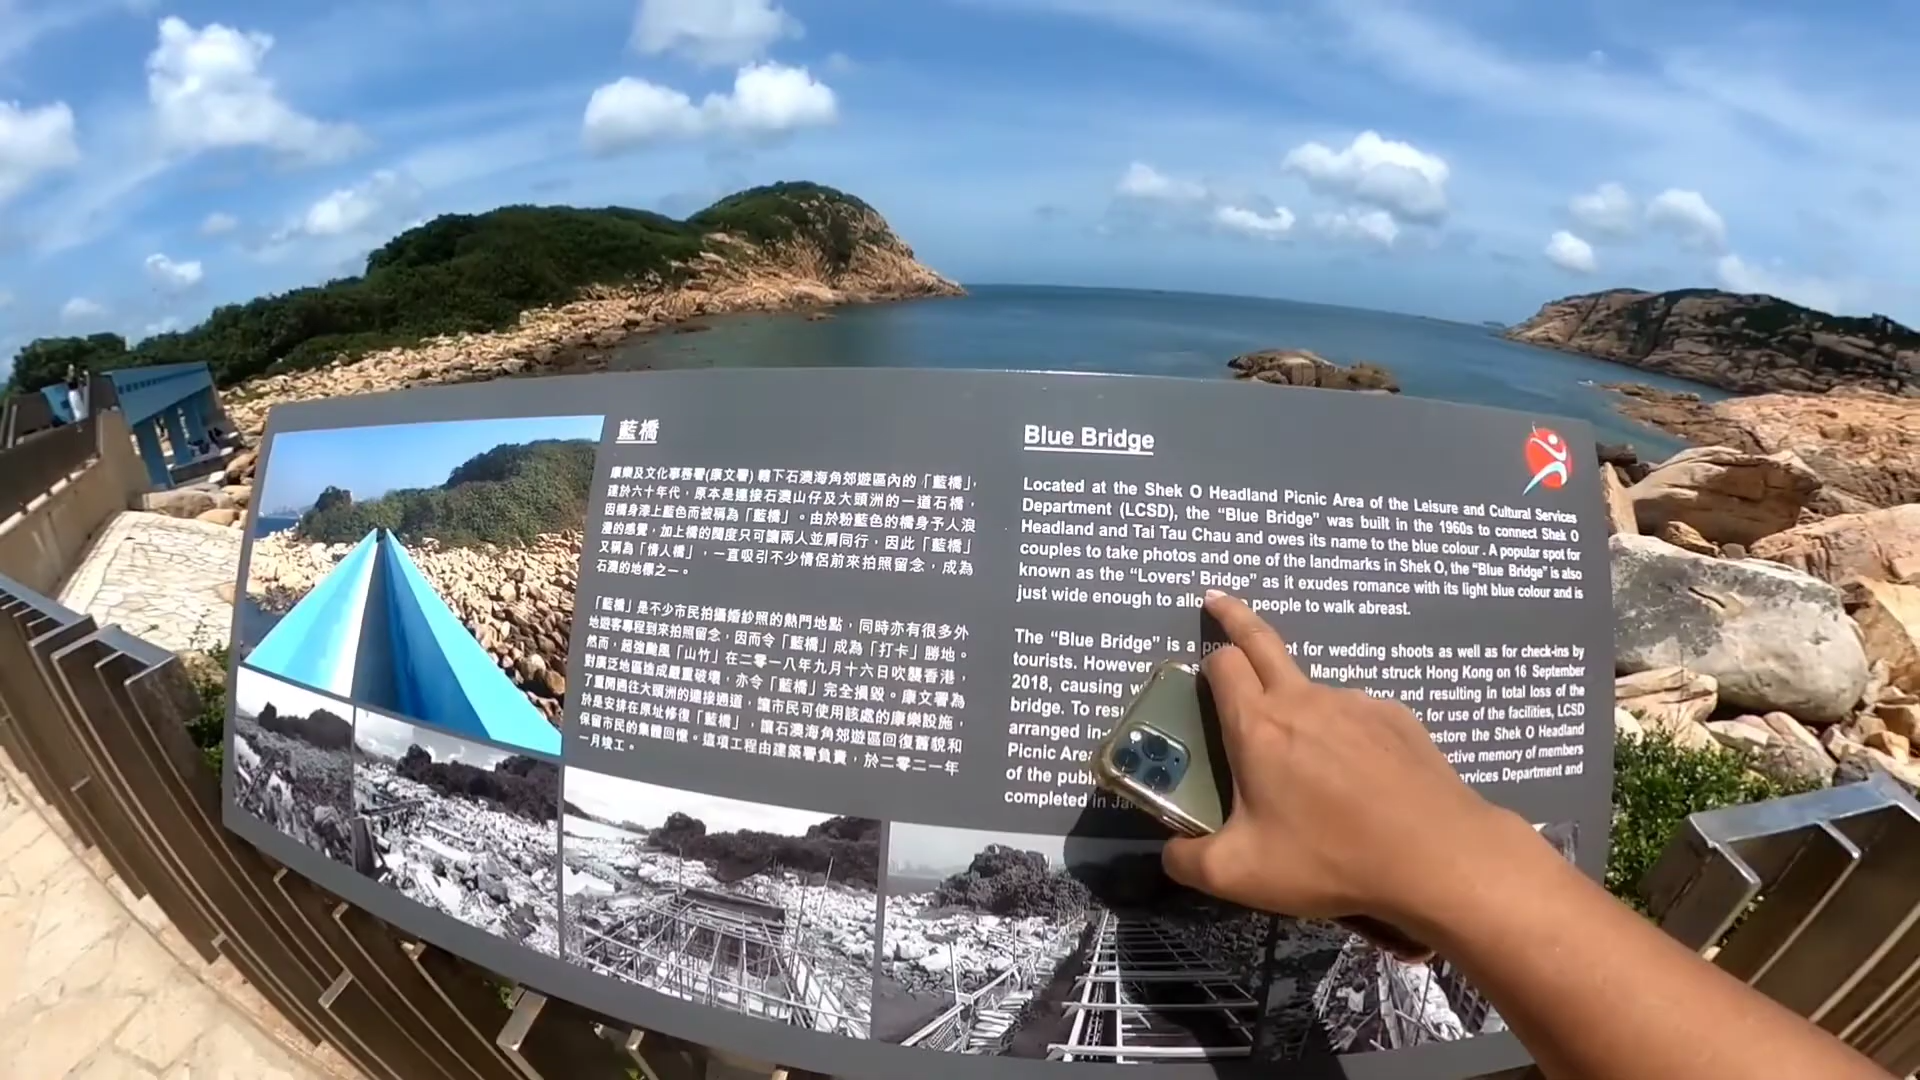 藍橋
康樂及文化事務署(康文署) 轄下石澳海角郊遊區內的「藍橋」,
建於六十年代，原本是連接石澳山仔及大頭洲的一道石橋，
因橋身漆上藍色而被稱為「藍橋」。由於粉藍色的橋身予人浪
漫的感覺，加上橋的闊度只可讓兩人並肩同行，因此「藍橋」
又稱為「情人橋」，一直吸引不少情侶前來拍照留念，成為
石澳的地標之一。
「藍橋」是不少市民拍攝婚紗照的熱門地點，同時亦有很多外
地遊客專程到來拍照留念，因而令「藍橋」成為「打卡」勝地。
然而，超強颱風「山竹」在二零一八年九月十六日吹襲香港，
對廣泛地區造成嚴重破壞，亦令「藍橋」完全損毀。康文署為
了重開通往大頭洲的連接通道，讓市民可使用該處的康樂設施，
於是安排在原址修復「藍橋」，讓石澳海角郊遊區回復舊貌和
保留市民的集體回憶。這項工程由建築署負責，於二零二一年
一月竣工。
Blue Bridge
Located at the Shek O Headland Picnic Area of the Leisure and Cultural Services
Department (LCSD), the “Blue Bridge” was built in the 1960s to connect Shek O
Headland and Tai Tau Chau and owes its name to the blue colour . A popular spot for
couples to take photos and one of the landmarks in Shek O, the “Blue Bridge” is also
known as the “Lovers’ Bridge” as it exudes romance with its light blue colour and is
just wide enough to people to walk abreast.
The “Blue Bridge” is a for wedding shoots as well as for check-ins by
tourists. However Mangkhut struck Hong Kong on 16 September
2018, causing and resulting in total loss of the
bridge. To for use of the facilities, LCSD
arranged the Shek O Headland
Picnic Area memory of members
of the Department and
completed in